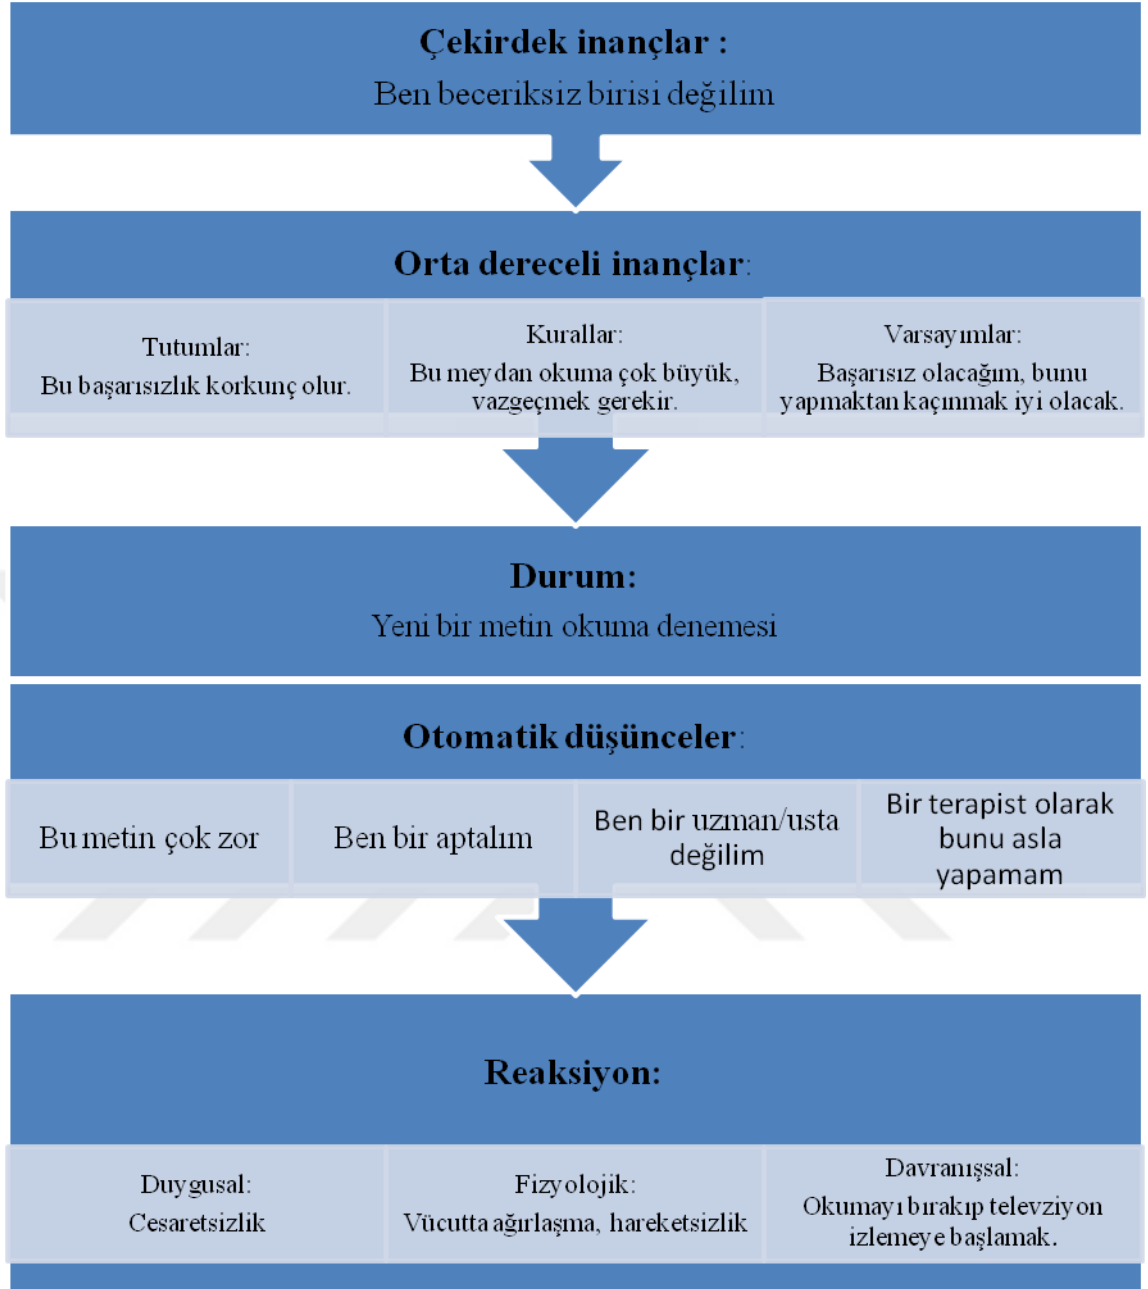 Çekirdek inançlar :
Ben beceriksiz birisi değilim
Orta dereceli inançlar:
Tutumlar:
Bu başarısızlık korkunç olur.
Kurallar:
Bu meydan okuma çok büyük,
vazgeçmek gerekir.
Varsayımlar:
Başarısız olacağım, bunu
yapmaktan kaçınmak iyi olacak.
Durum:
Yeni bir metin okuma denemesi
Otomatik düşünceler:
Bu metin çok zor
Ben bir aptalım
Ben bir uzman/usta
değilim
Bir terapist olarak
bunu asla
yapamam
Reaksiyon:
Duygusal:
Cesaretsizlik
Fizyolojik:
Vücutta ağırlaşma, hareketsizlik
Davranışsal:
Okumayı bırakıp televziyon
izlemeye başlamak.